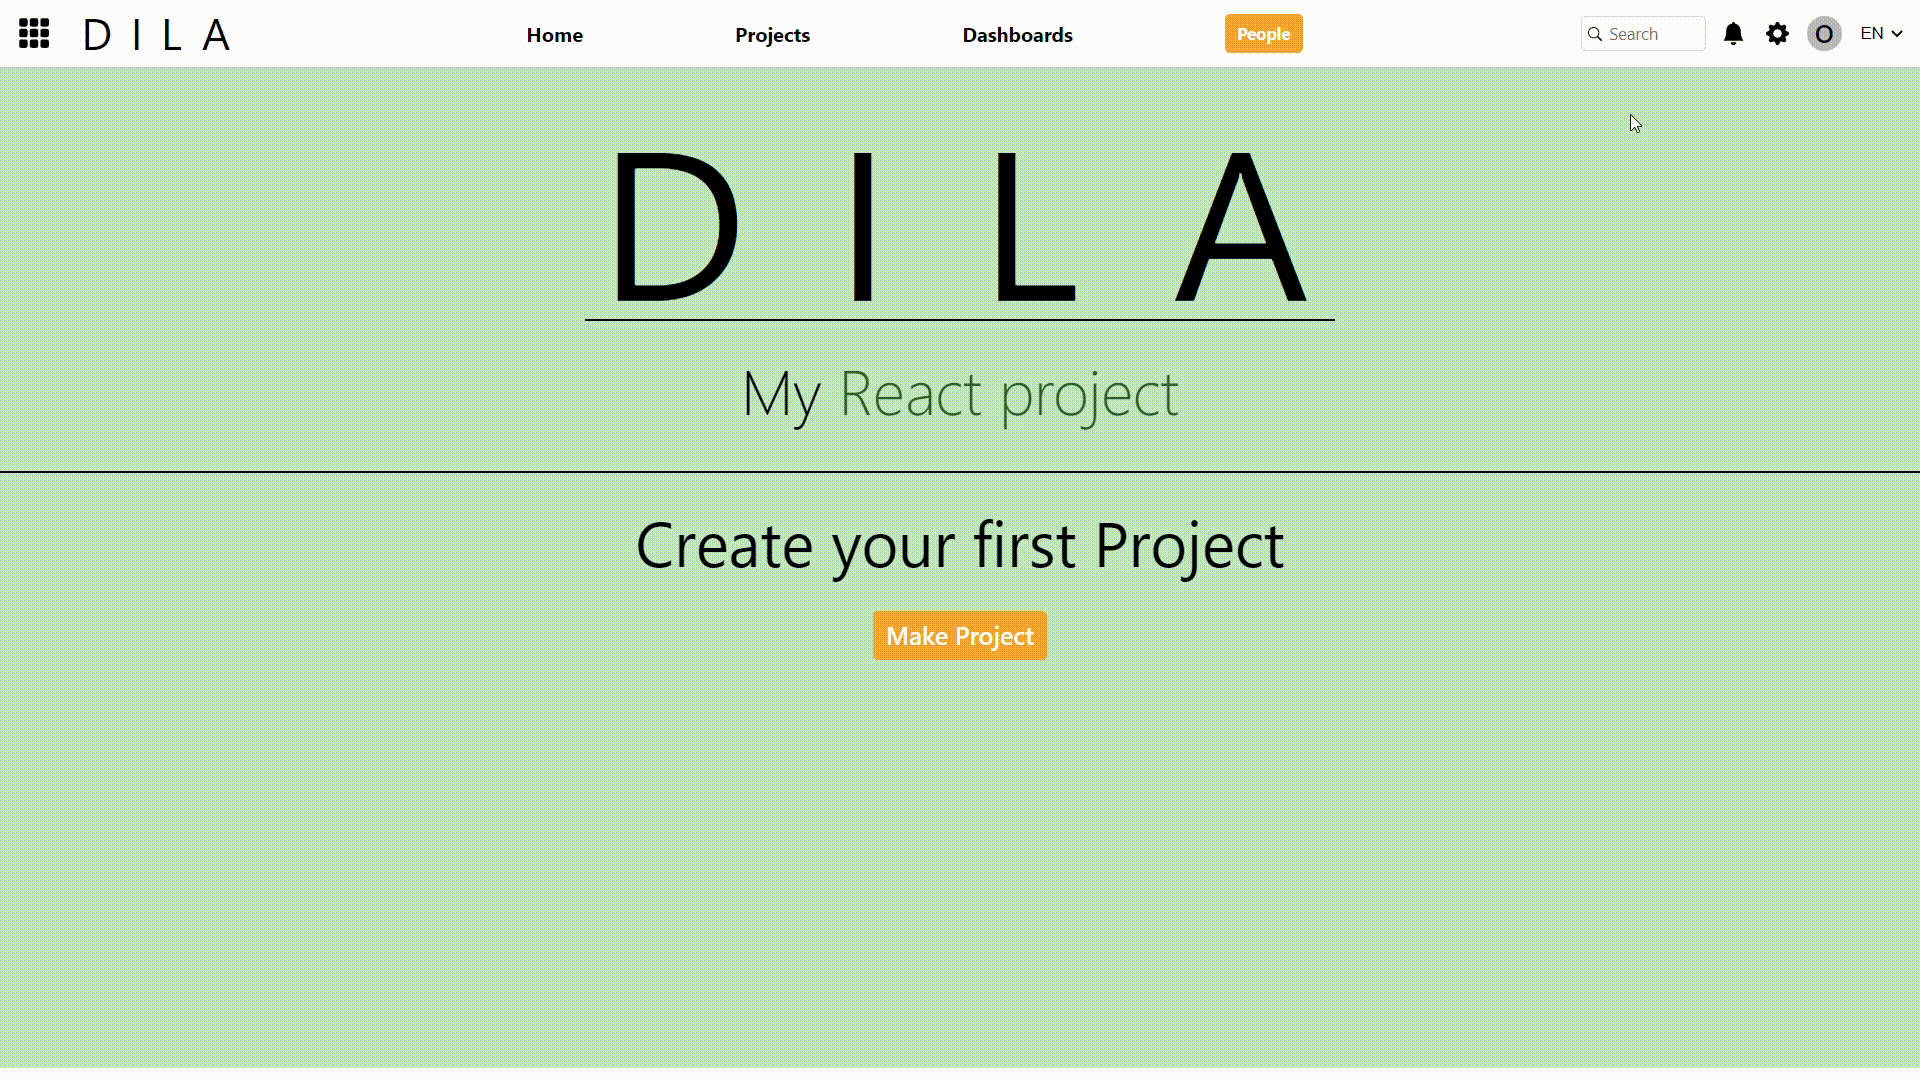 D I L A
Home Projects Dashboards People Search O EN
D I L A
My React project
Create your first Project
Make Project